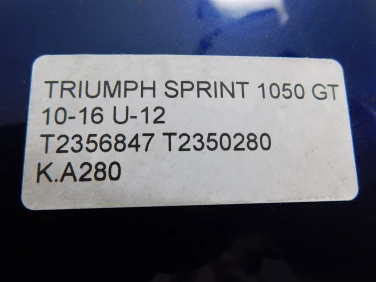 TRIUMPH SPRINT 1050 GT
10-16 U-12
T2356847 T2350280
K.A280